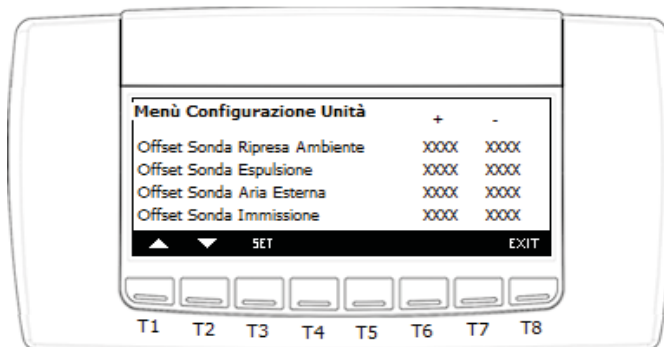 Menù Configurazione Unità + -
Offset Sonda Ripresa Ambiente XXXX XXXX
Offset Sonda Espulsione XXXX XXXX
Offset Sonda Aria Esterna XXXX XXXX
Offset Sonda Immissione XXXX XXXX
SET EXIT
T1 T2 T3 T4 T5 T6 T7 T8